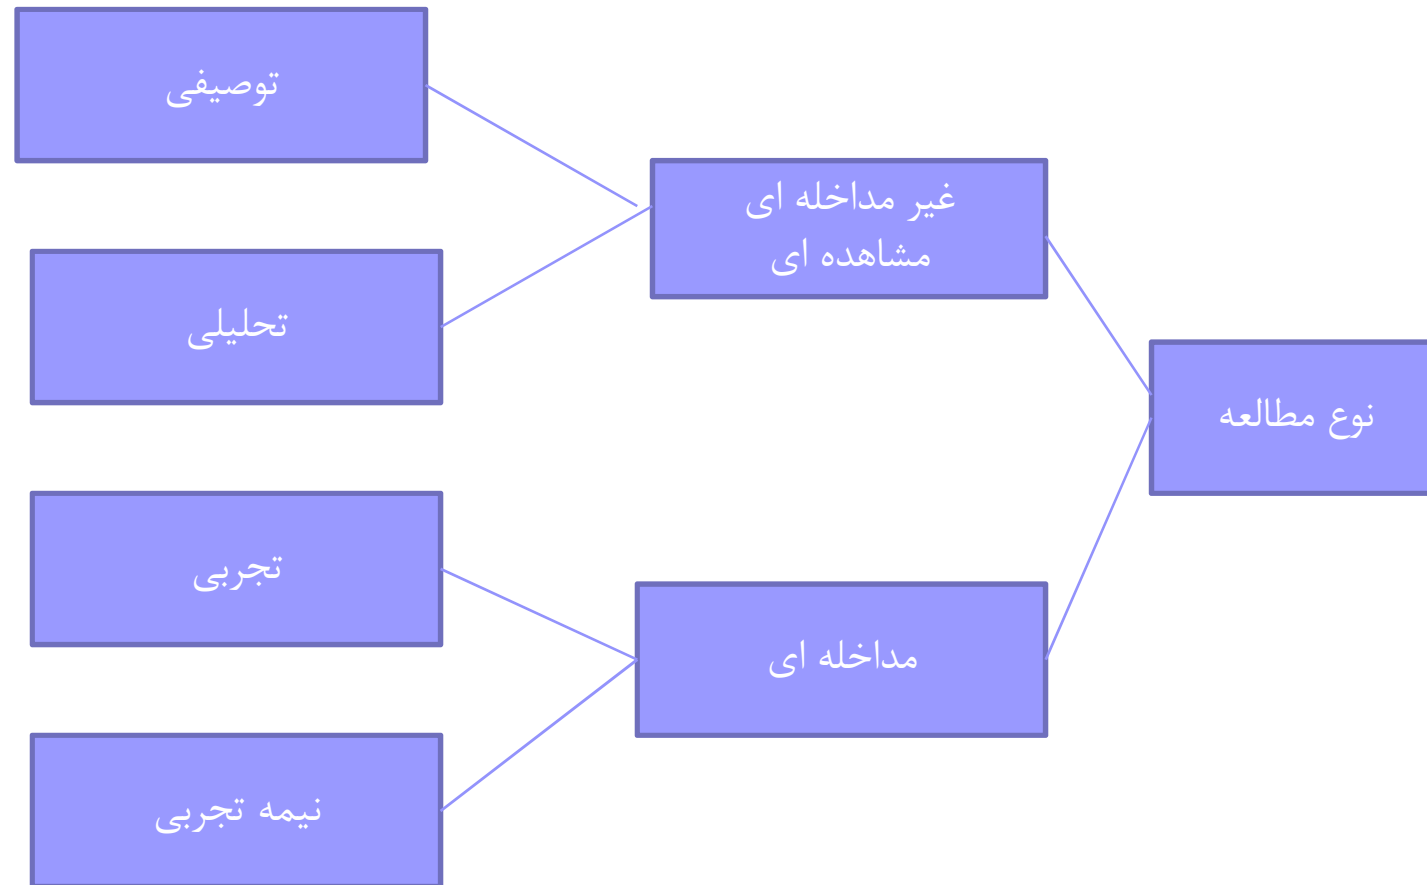 نوع مطالعه
غیر مداخله ای
مشاهده ای
توصیفی
تحلیلی
مداخله ای
تجربی
نیمه تجربی